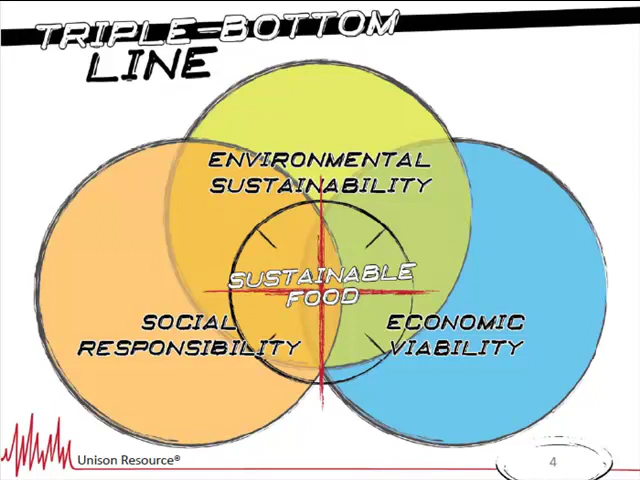 TRIPLE-BOTTOM
LINE
ENVIRONMENTAL
SUSTAINABILITY
SUSTAINABLE
FOOD
SOCIAL
RESPONSIBILITY
ECONOMIC
VIABILITY
Unison Resource®
4